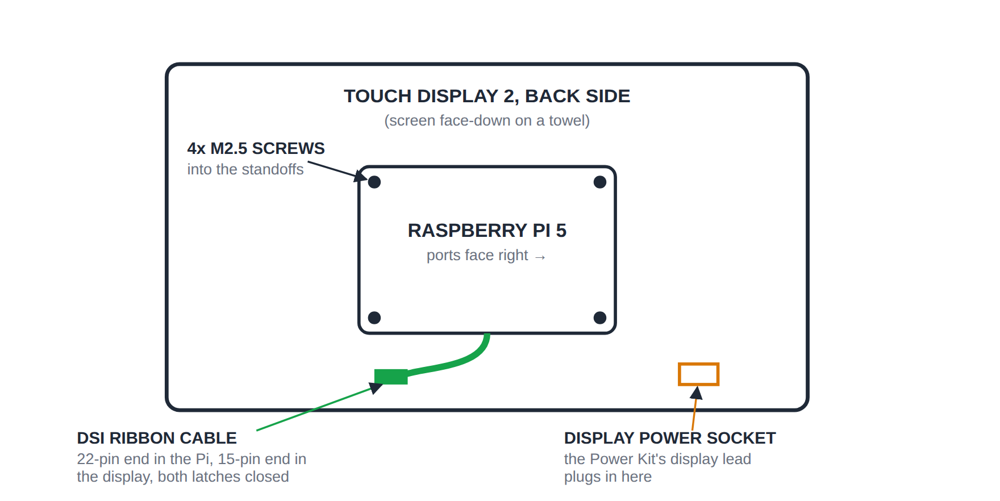 TOUCH DISPLAY 2, BACK SIDE
(screen face-down on a towel)
4x M2.5 SCREWS
into the standoffs
RASPBERRY PI 5
ports face right →
DSI RIBBON CABLE
22-pin end in the Pi, 15-pin end in
the display, both latches closed
DISPLAY POWER SOCKET
the Power Kit's display lead
plugs in here